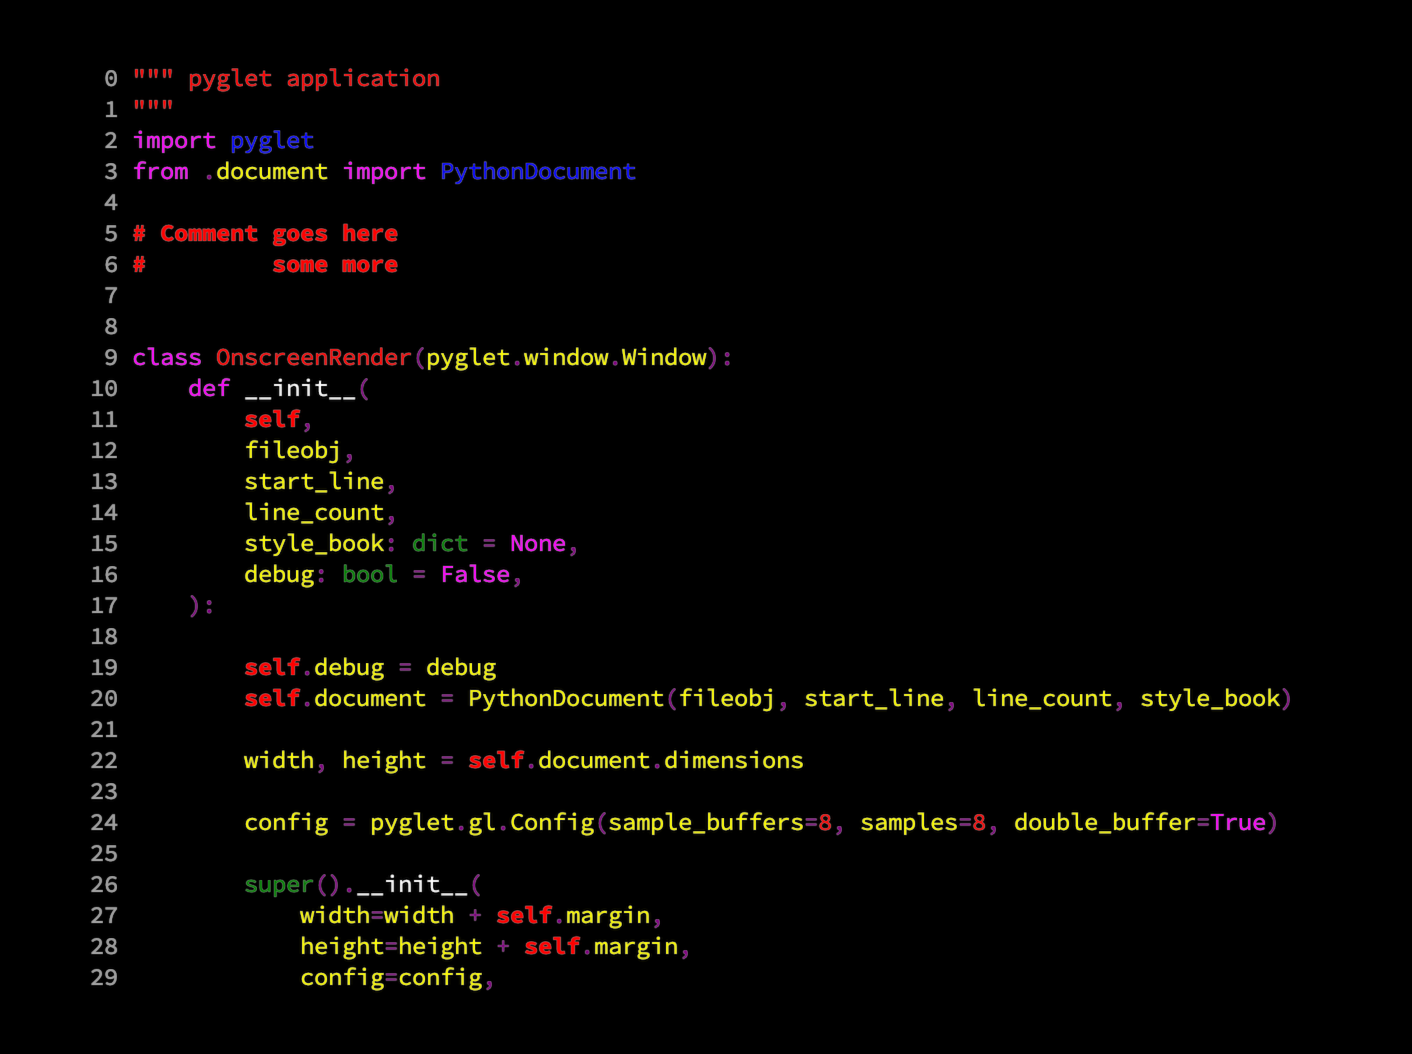 0 """ pyglet application
1 """
2 import pyglet
3 from .document import PythonDocument
4
5 # Comment goes here
6 #         some more
7
8
9 class OnscreenRender(pyglet.window.Window):
10     def __init__(
11         self,
12         fileobj,
13         start_line,
14         line_count,
15         style_book: dict = None,
16         debug: bool = False,
17     ):
18
19         self.debug = debug
20         self.document = PythonDocument(fileobj, start_line, line_count, style_book)
21
22         width, height = self.document.dimensions
23
24         config = pyglet.gl.Config(sample_buffers=8, samples=8, double_buffer=True)
25
26         super().__init__(
27             width=width + self.margin,
28             height=height + self.margin,
29             config=config,